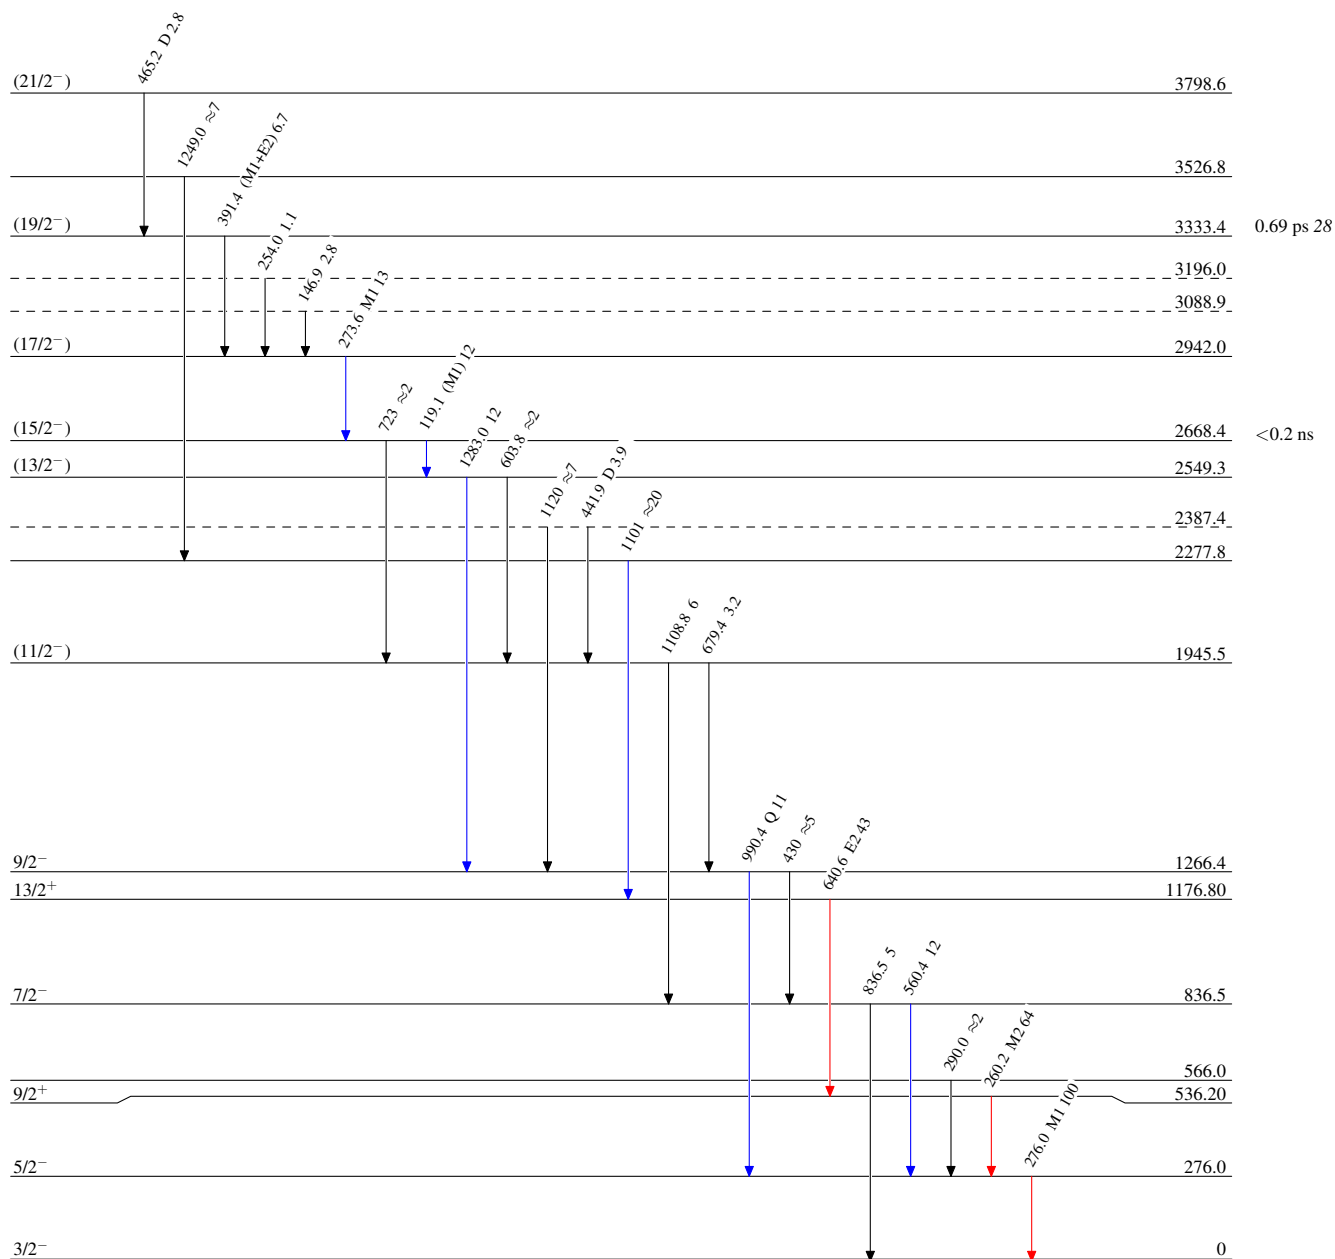 465.2 D 2.8
(21/2−) 3798.6
1249.0 ≈7
3526.8
391.4 (M1+E2) 6.7
(19/2−) 3333.4 0.69 ps 28
254.0 1.1
3196.0
146.9 2.8
3088.9
273.6 M1 13
(17/2−) 2942.0
723 ≈2
119.1 (M1) 12
(15/2−) 2668.4 <0.2 ns
1283.0 12
603.8 ≈2
(13/2−) 2549.3
1120 ≈7
441.9 D 3.9
2387.4
1101 ≈20
2277.8
1108.8 6
679.4 3.2
(11/2−) 1945.5
990.4 Q 11
430 ≈5
9/2− 1266.4
640.6 E2 43
13/2+ 1176.80
836.5 5
560.4 12
7/2− 836.5
290.0 ≈2
566.0
260.2 M2 64
9/2+ 536.20
276.0 M1 100
5/2− 276.0
3/2− 0